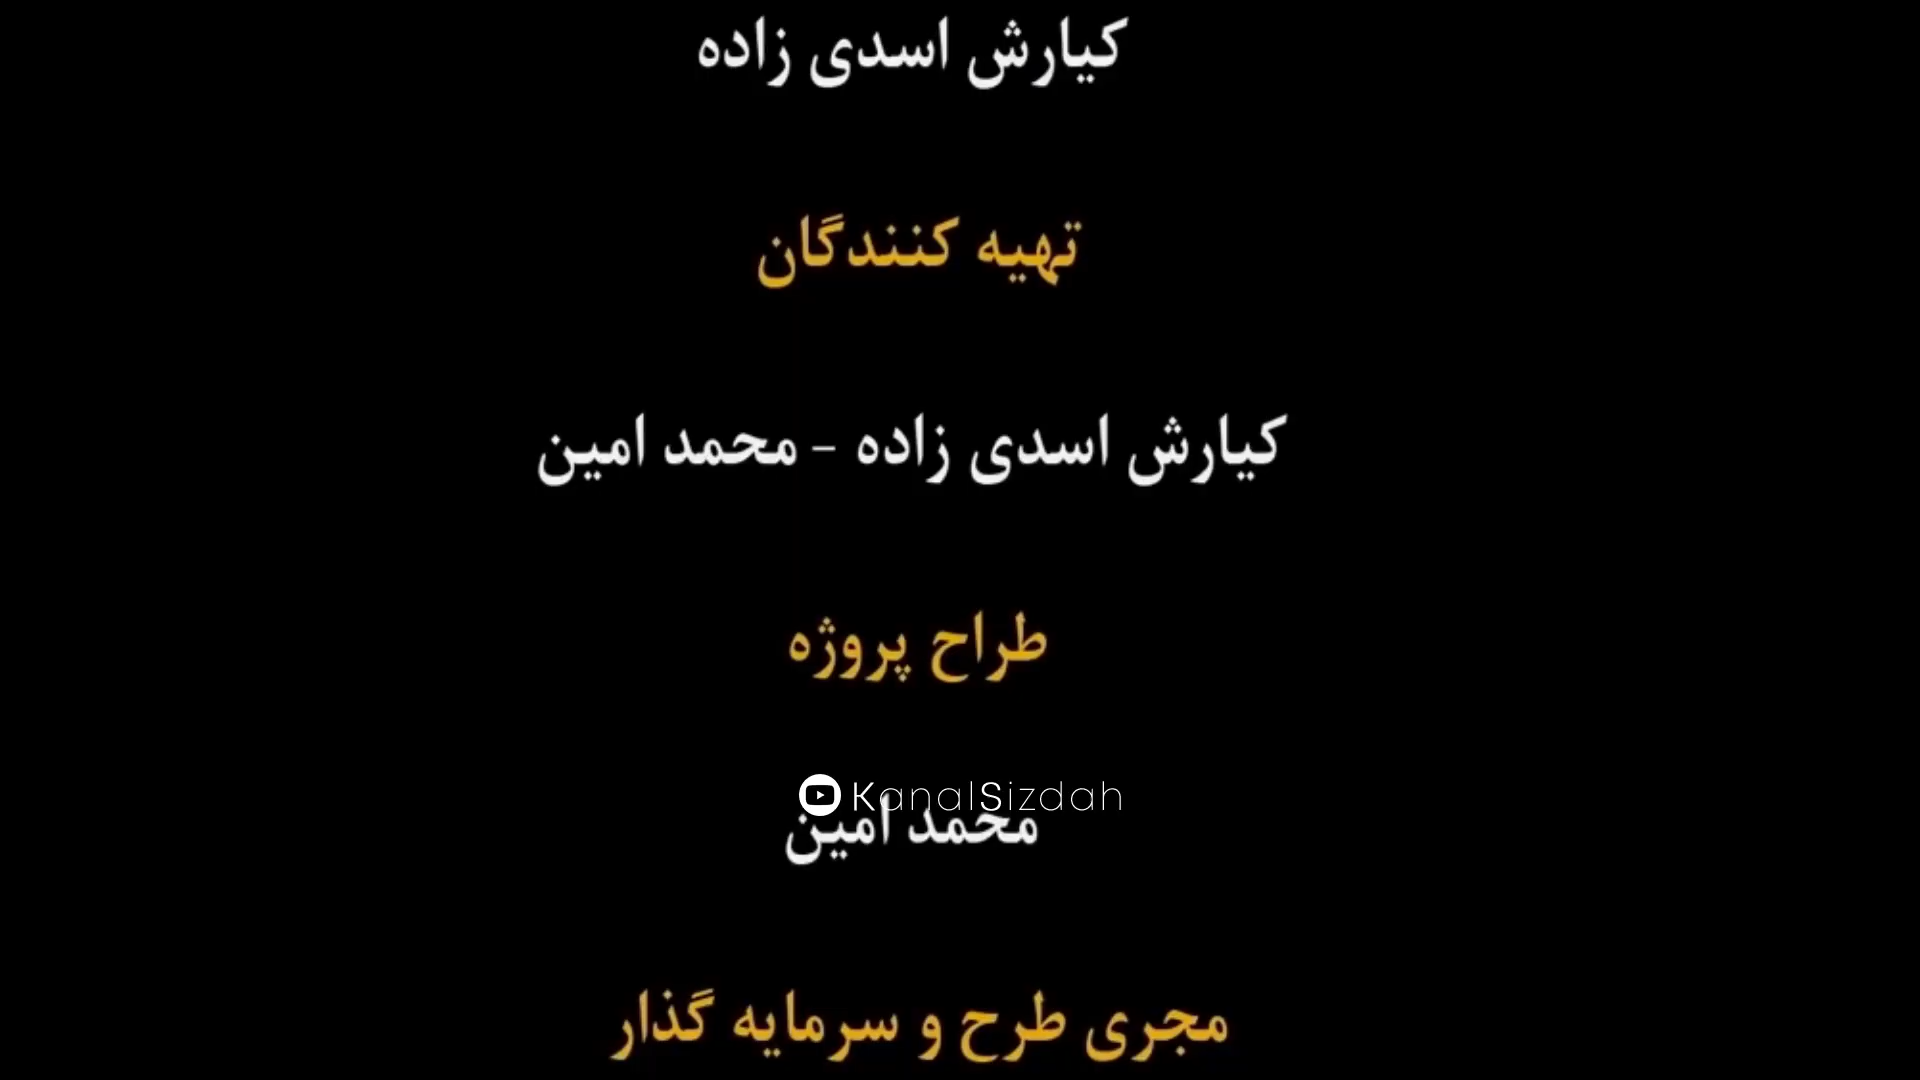 کیارش اسدی زاده
تهیه کنندگان
کیارش اسدی زاده - محمد امین
طراح پروژه
KanalSizdah
محمد امین
مجری طرح و سرمایه گذار